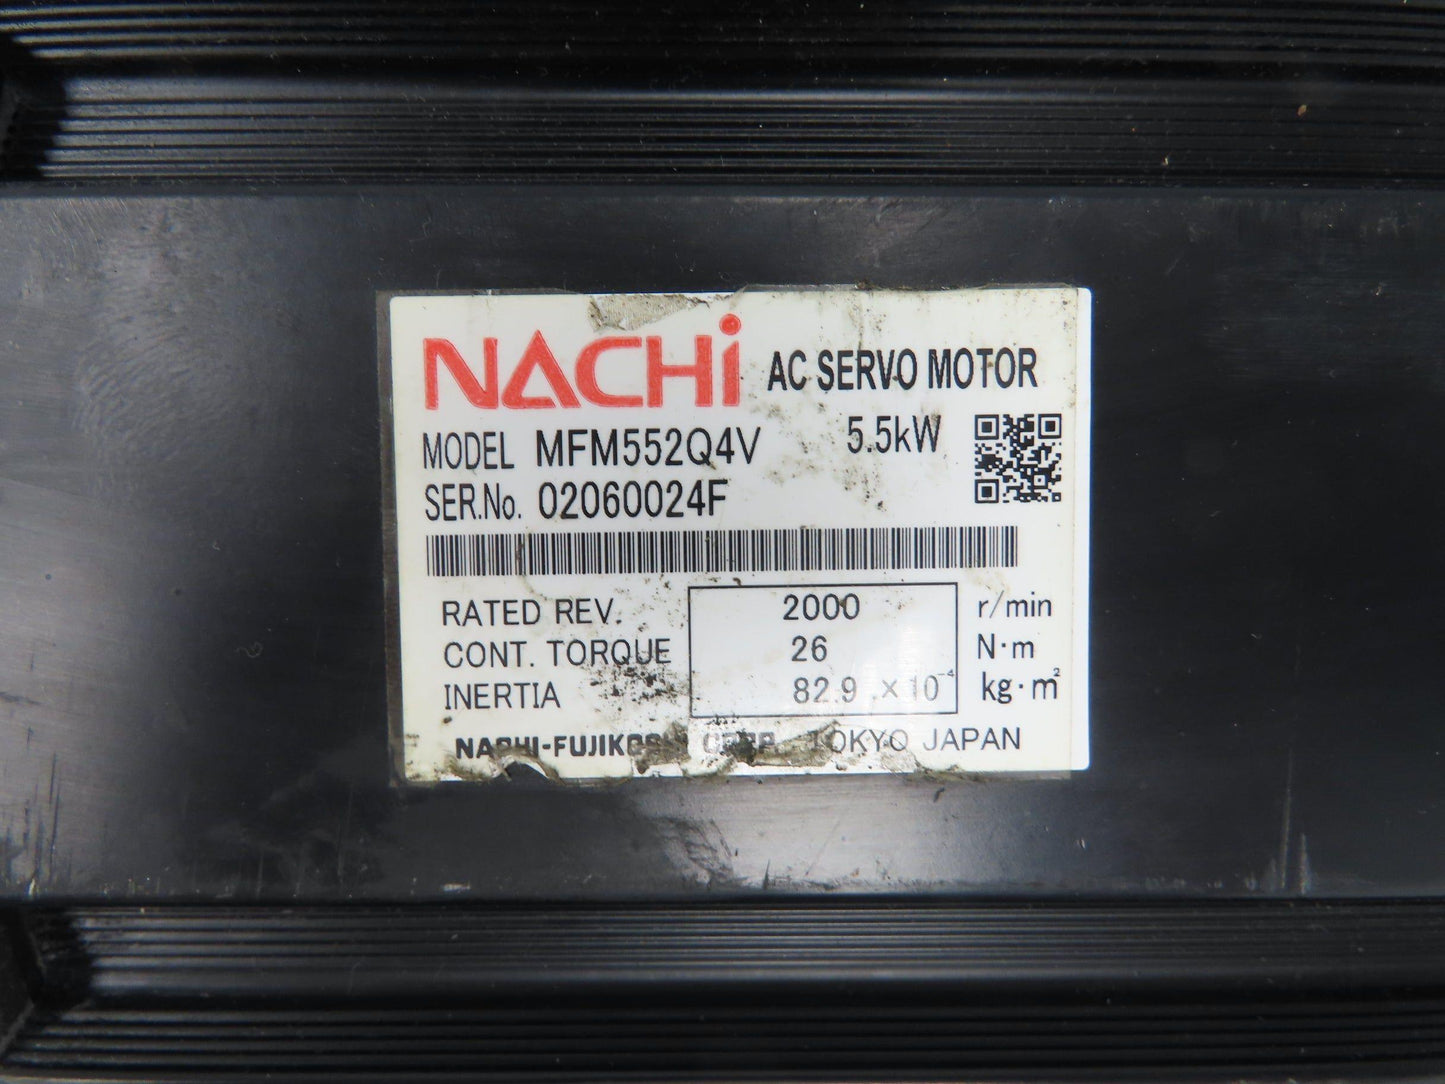 NACHi AC SERVO MOTOR
MODEL MFM552Q4V 5.5kW
SER.No. 02060024F
RATED REV. 2000 r/min
CONT. TORQUE 26 N·m
INERTIA 82.9 ×10⁻⁴ kg·m²
TOKYO JAPAN